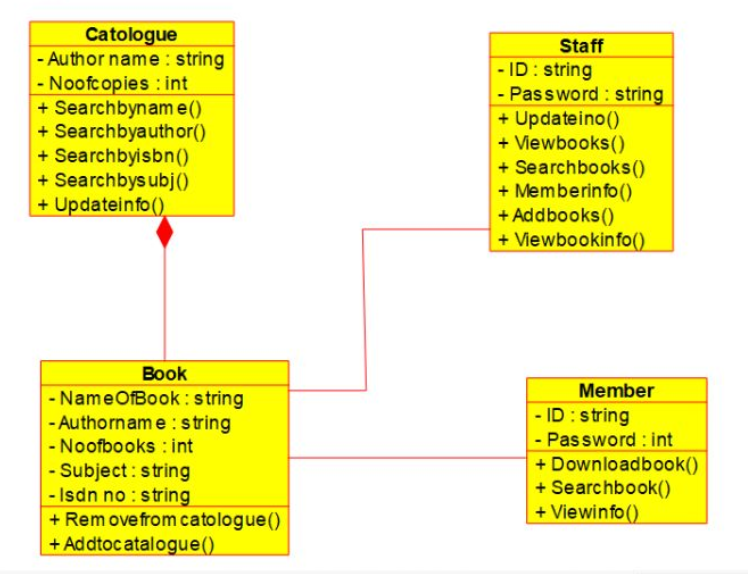 Catologue
- Author name : string
- Noofcopies : int
+ Searchbyname()
+ Searchbyauthor()
+ Searchbyisbn()
+ Searchbysubj()
+ Updateinfo()
Staff
- ID : string
- Password : string
+ Updateino()
+ Viewbooks()
+ Searchbooks()
+ Memberinfo()
+ Addbooks()
+ Viewbookinfo()
Book
- NameOfBook : string
- Authorname : string
- Noofbooks : int
- Subject : string
- Isdn no : string
+ Removefrom catologue()
+ Addtocatalogue()
Member
- ID : string
- Password : int
+ Downloadbook()
+ Searchbook()
+ Viewinfo()